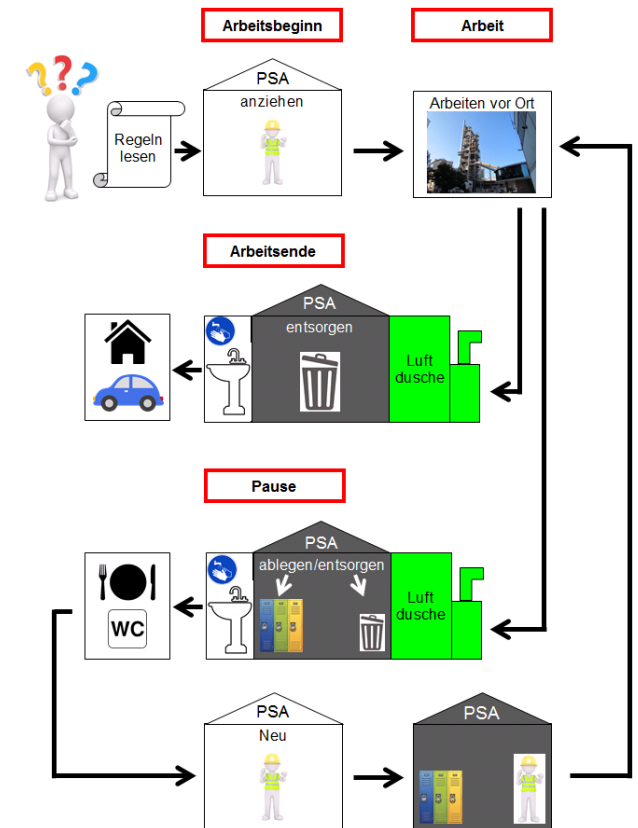 Arbeitsbeginn
Arbeit
PSA
anziehen
Regeln
lesen
Arbeiten vor Ort
Arbeitsende
PSA
entsorgen
Luft
dusche
Pause
PSA
ablegen/entsorgen
Luft
dusche
WC
PSA
Neu
PSA